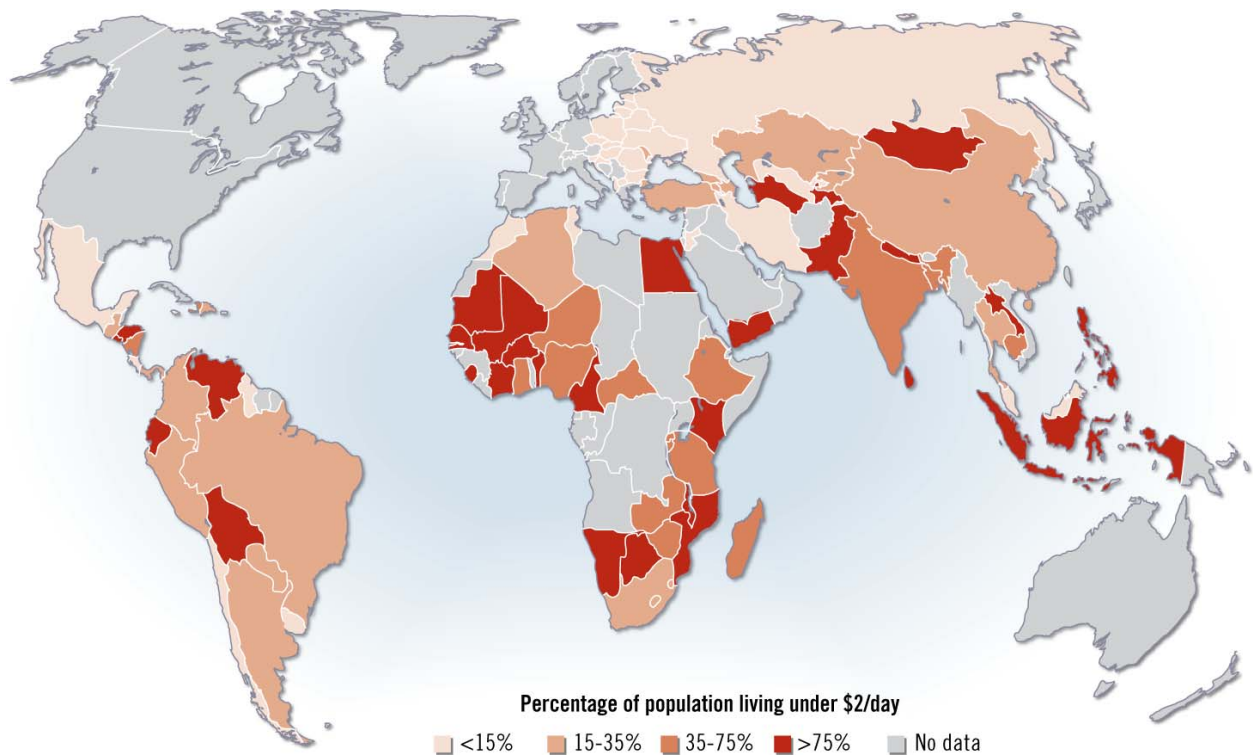 Percentage of population living under $2/day
<15% 15-35% 35-75% >75% No data